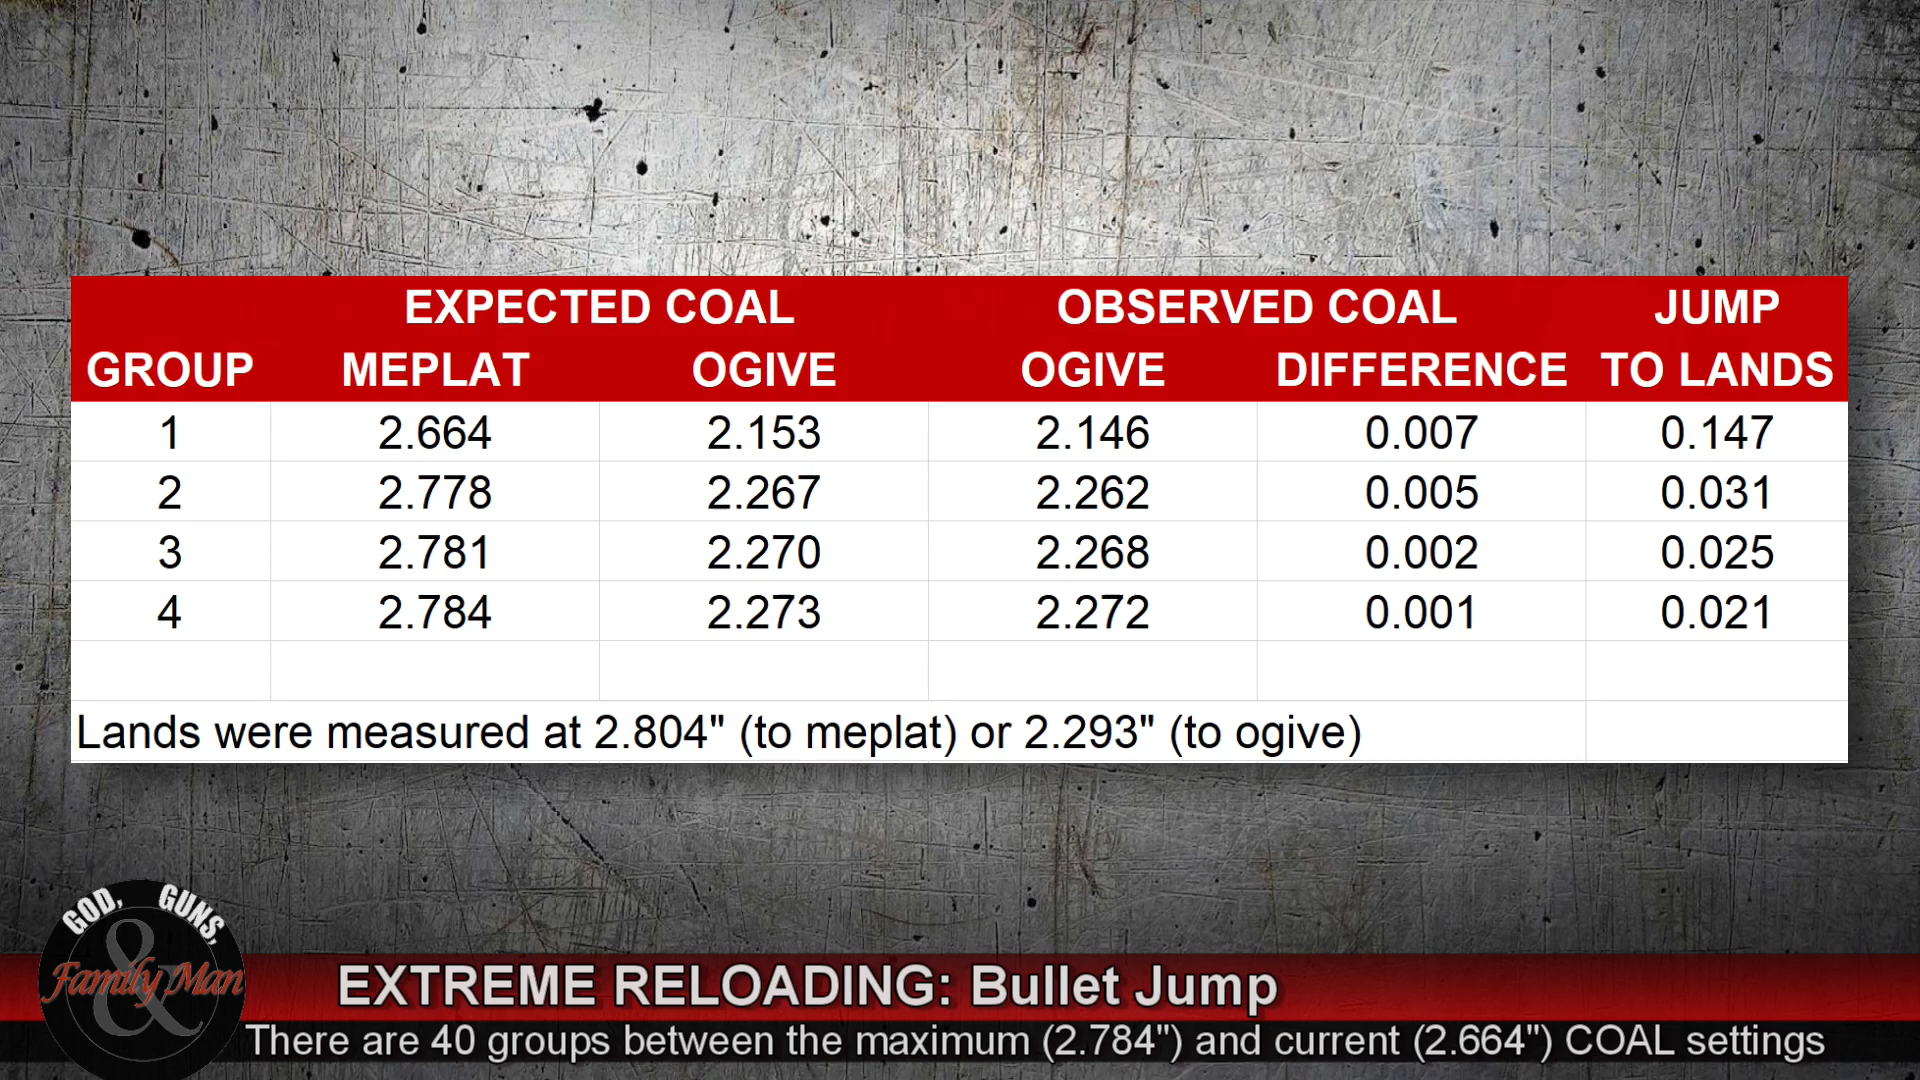 EXPECTED COAL OBSERVED COAL JUMP
GROUP MEPLAT OGIVE OGIVE DIFFERENCE TO LANDS
1 2.664 2.153 2.146 0.007 0.147
2 2.778 2.267 2.262 0.005 0.031
3 2.781 2.270 2.268 0.002 0.025
4 2.784 2.273 2.272 0.001 0.021
Lands were measured at 2.804" (to meplat) or 2.293" (to ogive)
GOD, GUNS,
&
Family Man
EXTREME RELOADING: Bullet Jump
There are 40 groups between the maximum (2.784") and current (2.664") COAL settings